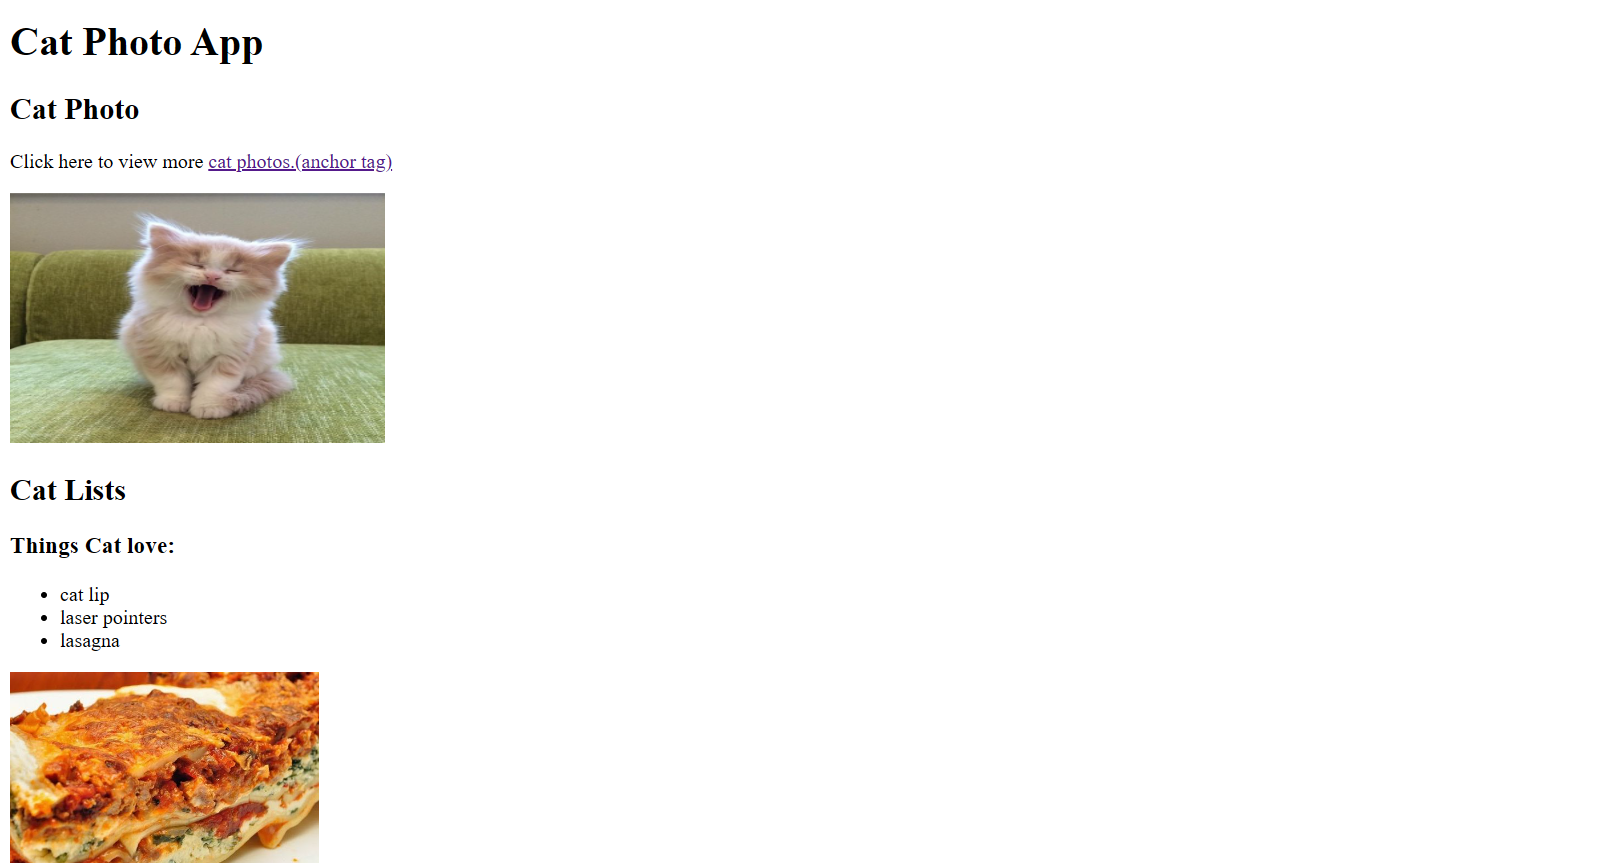 Cat Photo App
Cat Photo
Click here to view more cat photos.(anchor tag)
Cat Lists
Things Cat love:
cat lip
laser pointers
lasagna